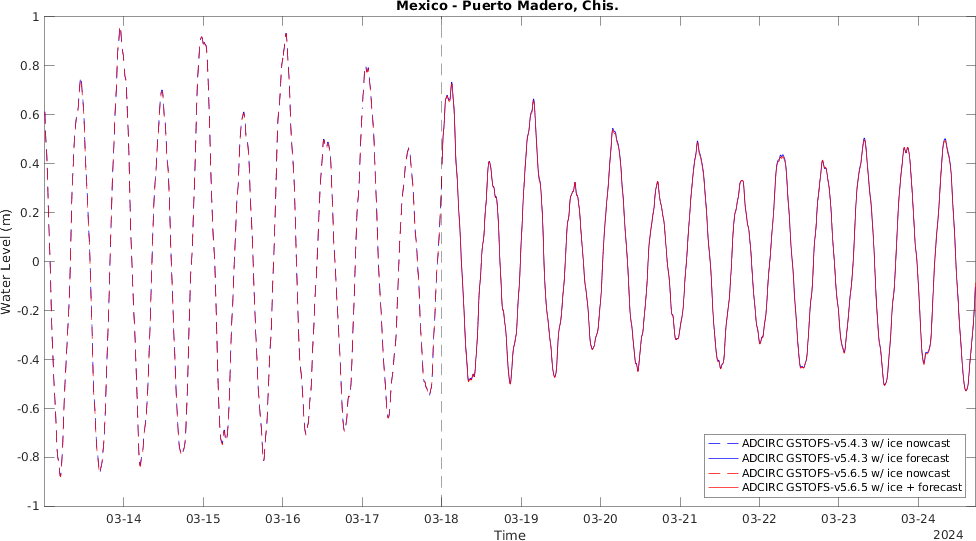 Mexico - Puerto Madero, Chis.
1
0.8
0.6
0.4
0.2
0
-0.2
-0.4
-0.6
-0.8
-1
Water Level (m)
ADCIRC GSTOFS-v5.4.3 w/ ice nowcast
ADCIRC GSTOFS-v5.4.3 w/ ice forecast
ADCIRC GSTOFS-v5.6.5 w/ ice nowcast
ADCIRC GSTOFS-v5.6.5 w/ ice + forecast
03-14 03-15 03-16 03-17 03-18 03-19 03-20 03-21 03-22 03-23 03-24
Time
2024